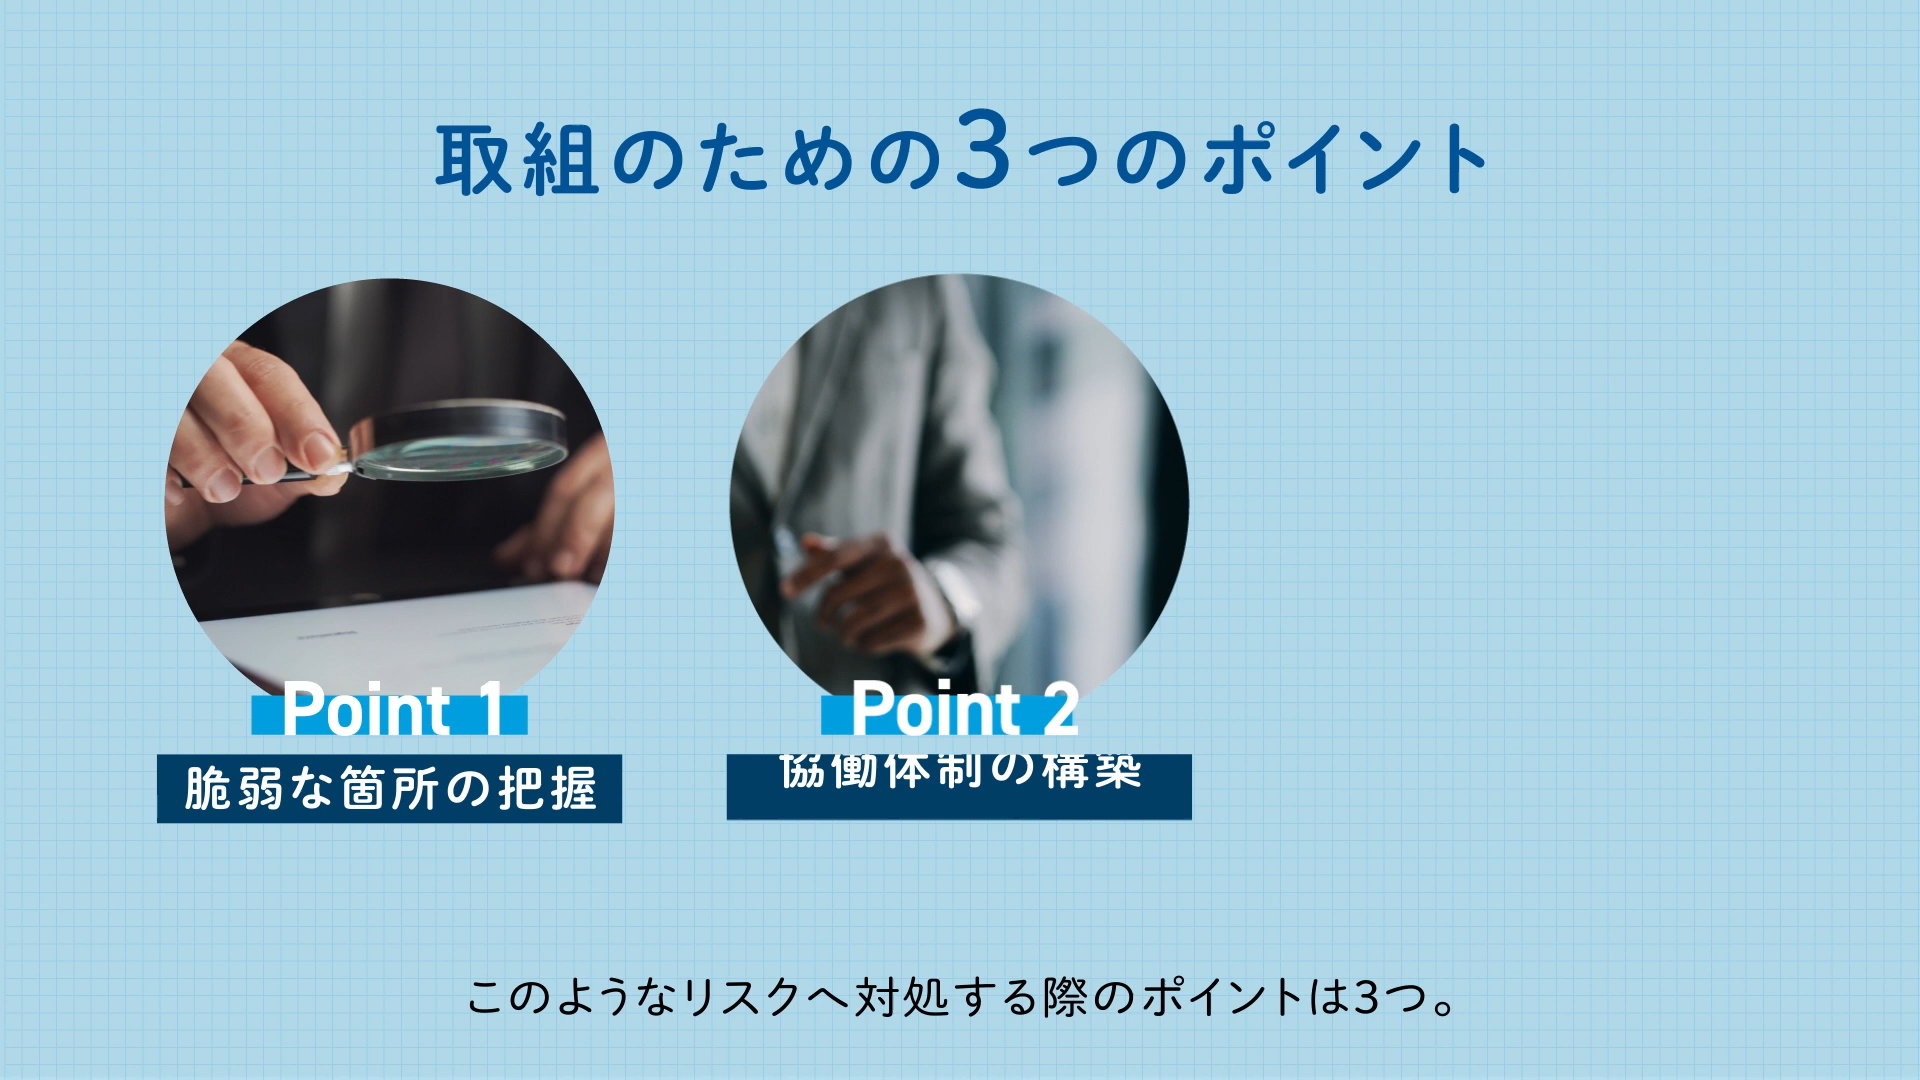 取組のための3つのポイント
Point 1
脆弱な箇所の把握
Point 2
協働体制の構築
このようなリスクへ対処する際のポイントは3つ。